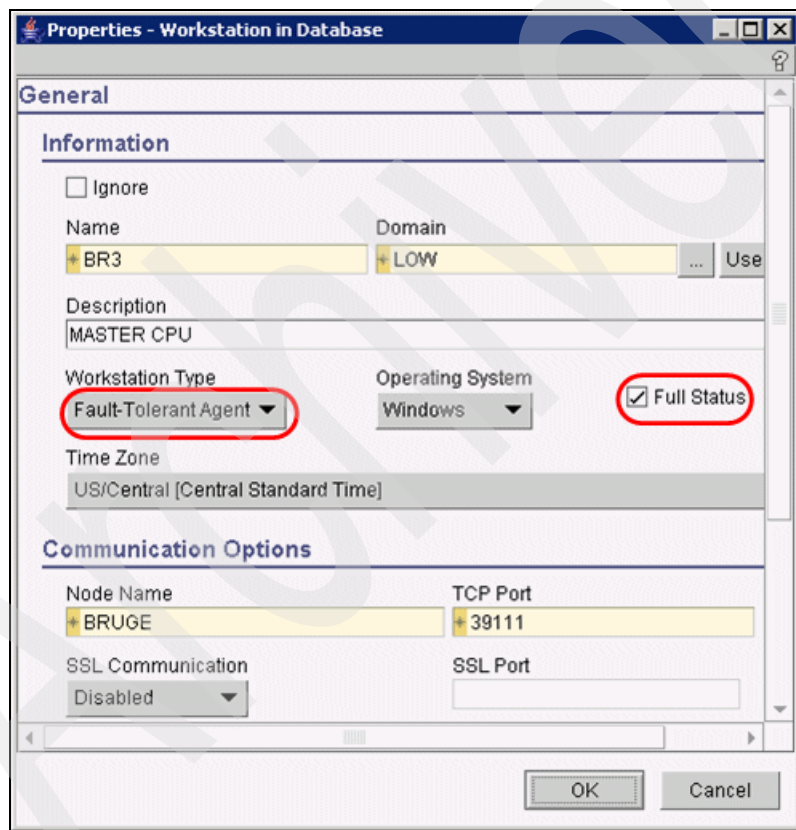 Properties - Workstation in Database
General
Information
Ignore
Name Domain
BR3 LOW ... Use
Description
MASTER CPU
Workstation Type Operating System
Fault-Tolerant Agent Windows Full Status
Time Zone
US/Central [Central Standard Time]
Communication Options
Node Name TCP Port
BRUGE 39111
SSL Communication SSL Port
Disabled
OK Cancel